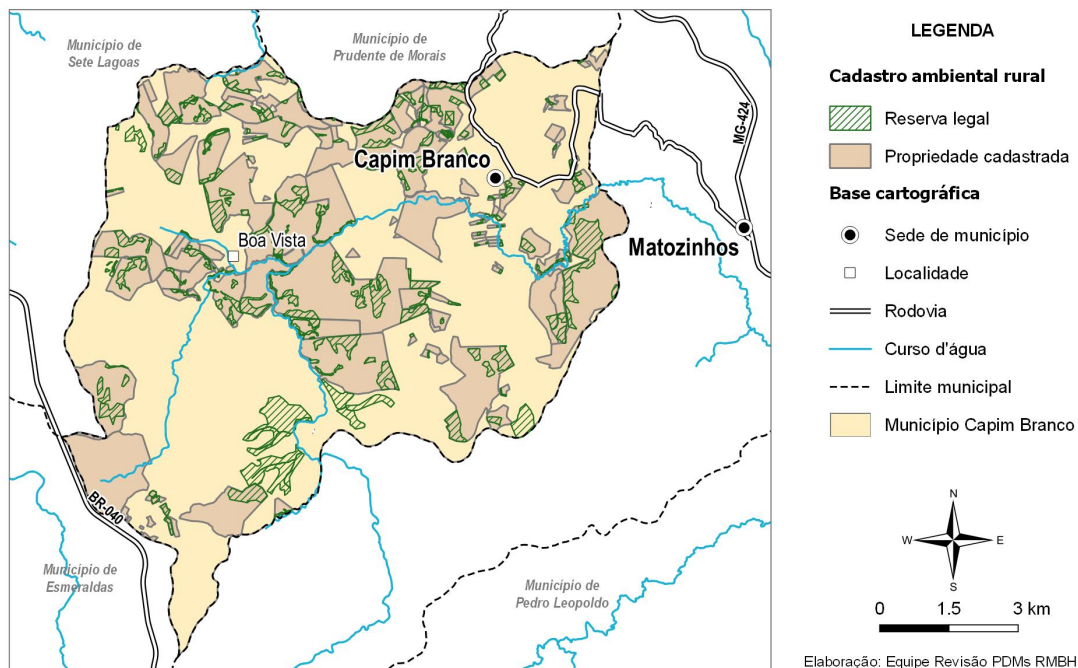 Município de
Sete Lagoas
Município de
Prudente de Morais
Capim Branco
Boa Vista
Matozinhos
MG-424
BR-040
Município de
Esmeraldas
Município de
Pedro Leopoldo
LEGENDA
Cadastro ambiental rural
Reserva legal
Propriedade cadastrada
Base cartográfica
Sede de município
Localidade
Rodovia
Curso d'água
Limite municipal
Município Capim Branco
N
W
E
S
0 1.5 3 km
Elaboração: Equipe Revisão PDMs RMBH